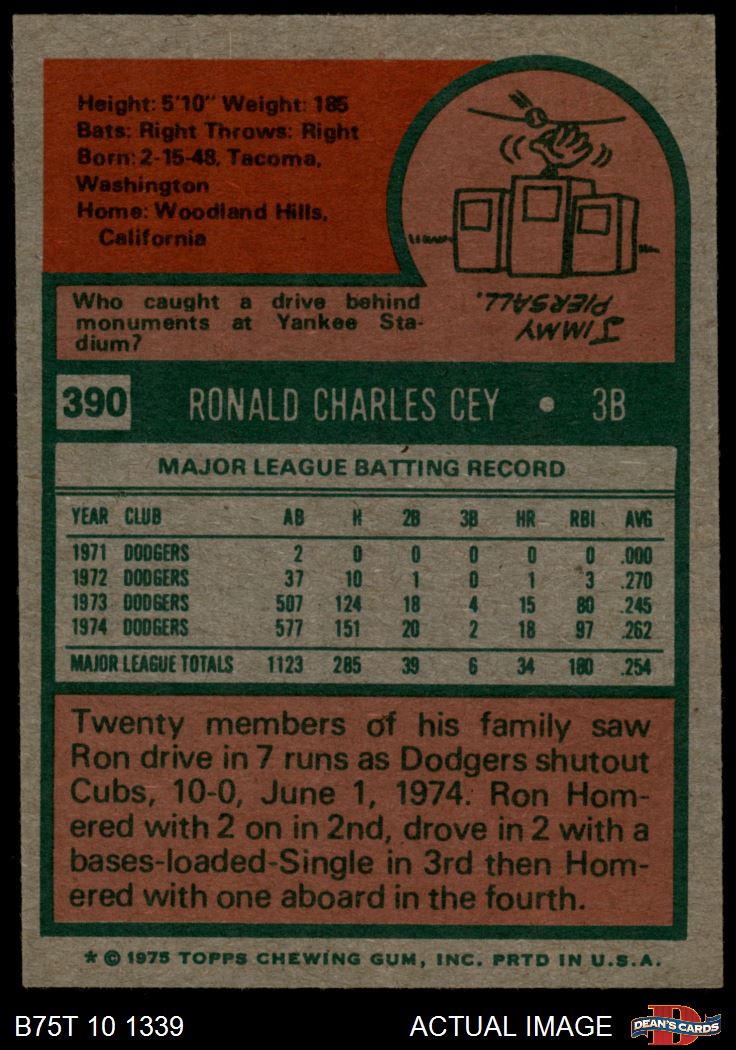 Height: 5'10" Weight: 185
Bats: Right Throws: Right
Born: 2-15-48, Tacoma,
Washington
Home: Woodland Hills,
California
Who caught a drive behind
monuments at Yankee Sta-
dium?
JIMMY
PIERSALL.
390 RONALD CHARLES CEY • 3B
MAJOR LEAGUE BATTING RECORD
YEAR CLUB AB H 2B 3B HR RBI AVG
1971 DODGERS 2 0 0 0 0 0 .000
1972 DODGERS 37 10 1 0 1 3 .270
1973 DODGERS 507 124 18 4 15 80 .245
1974 DODGERS 577 151 20 2 18 97 .262
MAJOR LEAGUE TOTALS 1123 285 39 6 34 180 .254
Twenty members of his family saw
Ron drive in 7 runs as Dodgers shutout
Cubs, 10-0, June 1, 1974. Ron Hom-
ered with 2 on in 2nd, drove in 2 with a
bases-loaded-Single in 3rd then Hom-
ered with one aboard in the fourth.
* © 1975 TOPPS CHEWING GUM, INC. PRTD IN U.S.A.
B75T 10 1339 ACTUAL IMAGE D DEAN'S CARDS